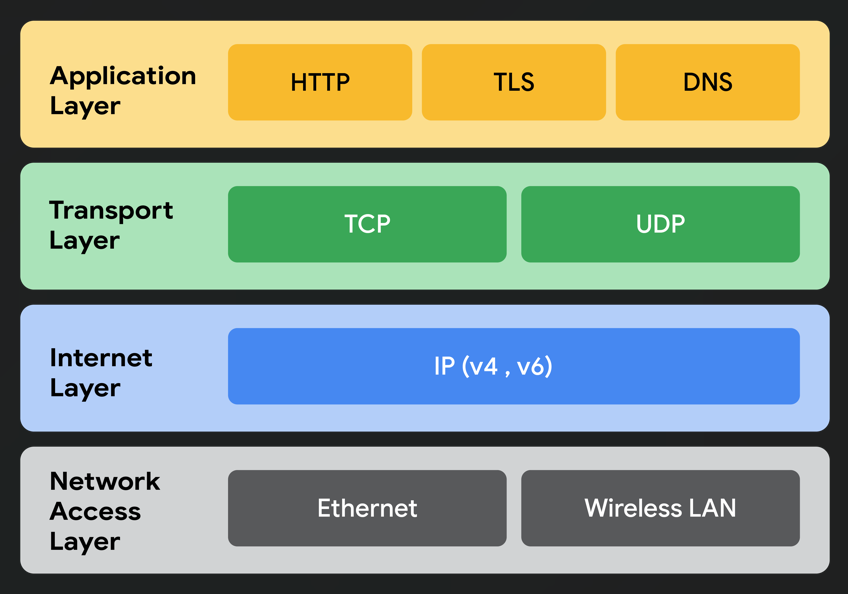 Application
Layer
HTTP
TLS
DNS
Transport
Layer
TCP
UDP
Internet
Layer
IP (v4 , v6)
Network
Access
Layer
Ethernet
Wireless LAN